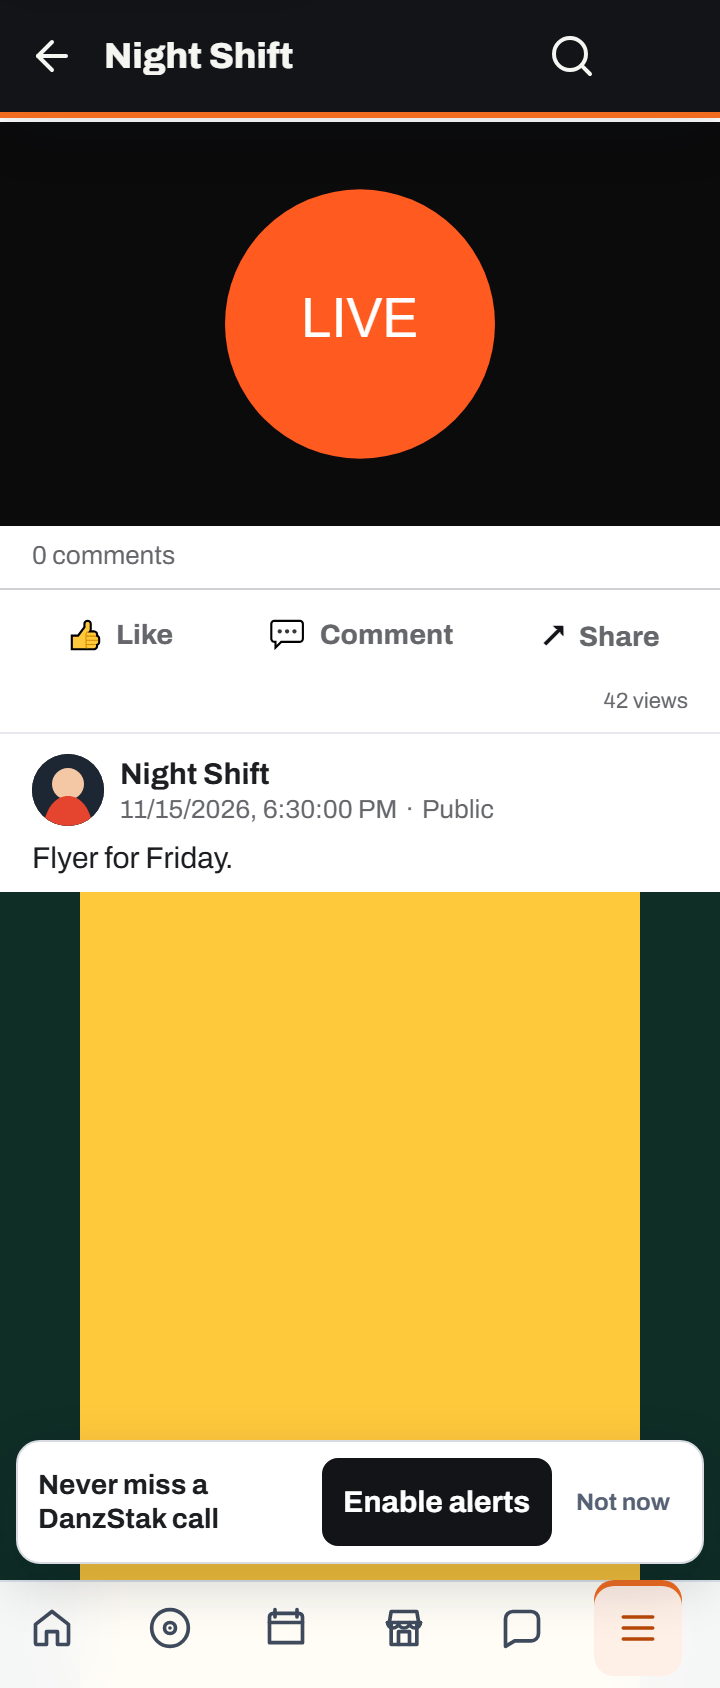 Night Shift
LIVE
0 comments
👍 Like 💬 Comment ↗ Share
42 views
Night Shift
11/15/2026, 6:30:00 PM · Public
Flyer for Friday.
Never miss a
DanzStak call
Enable alerts
Not now